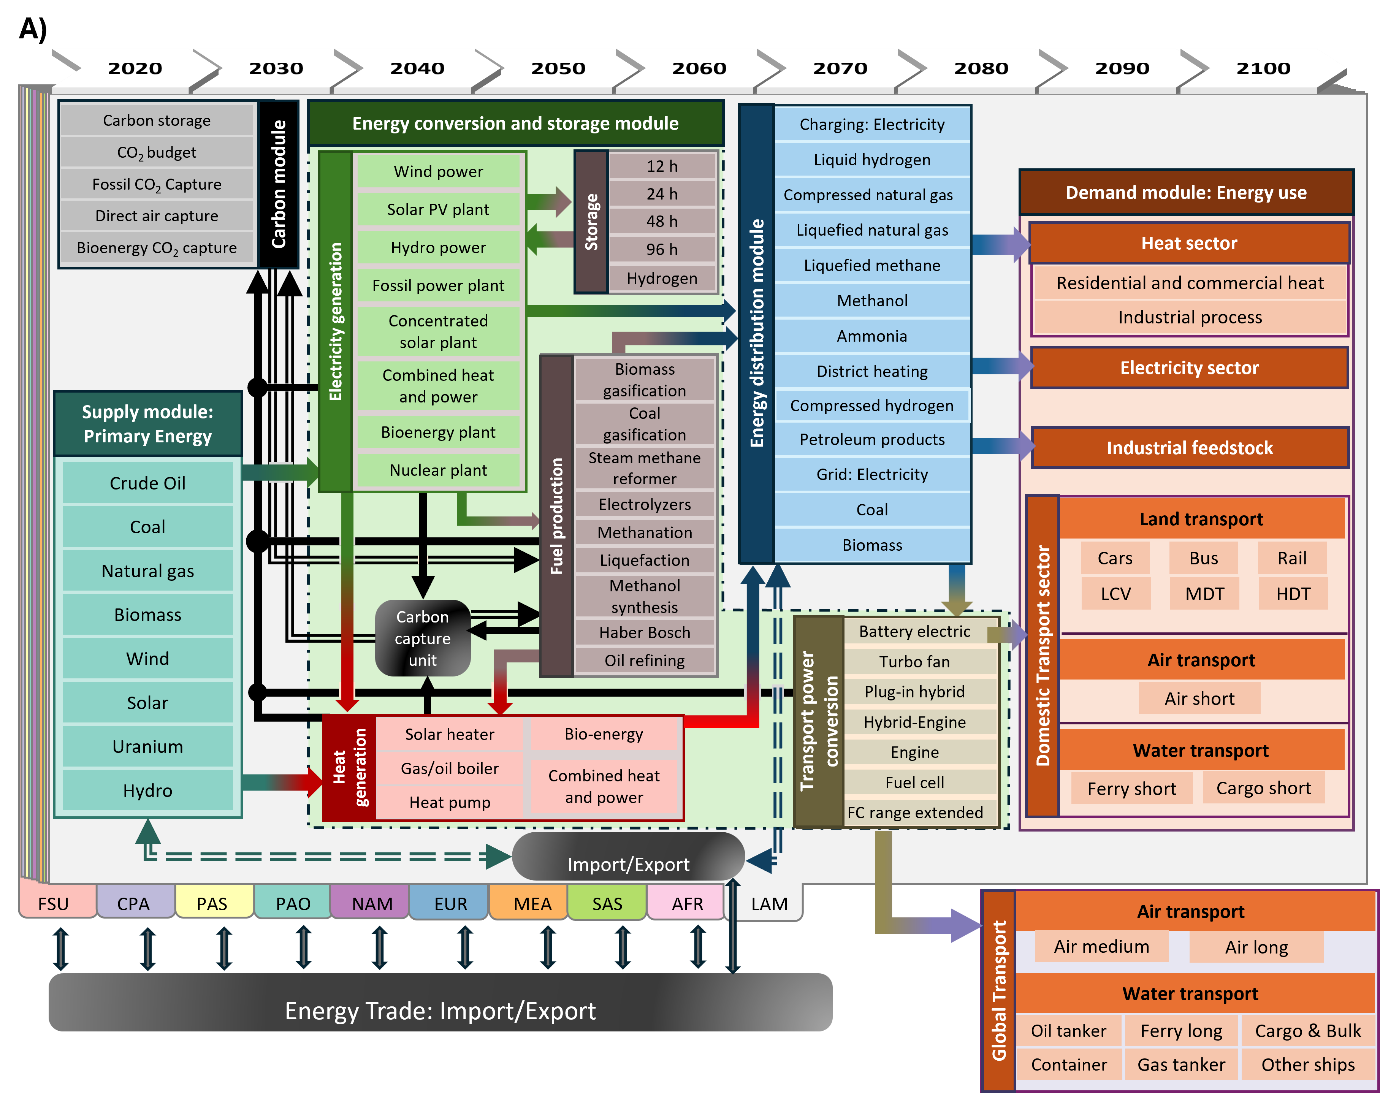 A)
2020 2030 2040 2050 2060 2070 2080 2090 2100
Carbon storage
CO2 budget
Fossil CO2 Capture
Direct air capture
Bioenergy CO2 capture
Carbon module
Supply module:
Primary Energy
Crude Oil
Coal
Natural gas
Biomass
Wind
Solar
Uranium
Hydro
Energy conversion and storage module
Electricity generation
Wind power
Solar PV plant
Hydro power
Fossil power plant
Concentrated
solar plant
Combined heat
and power
Bioenergy plant
Nuclear plant
Storage
12 h
24 h
48 h
96 h
Hydrogen
Fuel production
Biomass
gasification
Coal
gasification
Steam methane
reformer
Electrolyzers
Methanation
Liquefaction
Methanol
synthesis
Haber Bosch
Oil refining
Carbon
capture
unit
Heat
generation
Solar heater
Gas/oil boiler
Heat pump
Bio-energy
Combined heat
and power
Energy distribution module
Charging: Electricity
Liquid hydrogen
Compressed natural gas
Liquefied natural gas
Liquefied methane
Methanol
Ammonia
District heating
Compressed hydrogen
Petroleum products
Grid: Electricity
Coal
Biomass
Transport power
conversion
Battery electric
Turbo fan
Plug-in hybrid
Hybrid-Engine
Engine
Fuel cell
FC range extended
Demand module: Energy use
Heat sector
Residential and commercial heat
Industrial process
Electricity sector
Industrial feedstock
Domestic Transport sector
Land transport
Cars Bus Rail
LCV MDT HDT
Air transport
Air short
Water transport
Ferry short Cargo short
Import/Export
FSU CPA PAS PAO NAM EUR MEA SAS AFR LAM
Energy Trade: Import/Export
Global Transport
Air transport
Air medium Air long
Water transport
Oil tanker Ferry long Cargo & Bulk
Container Gas tanker Other ships